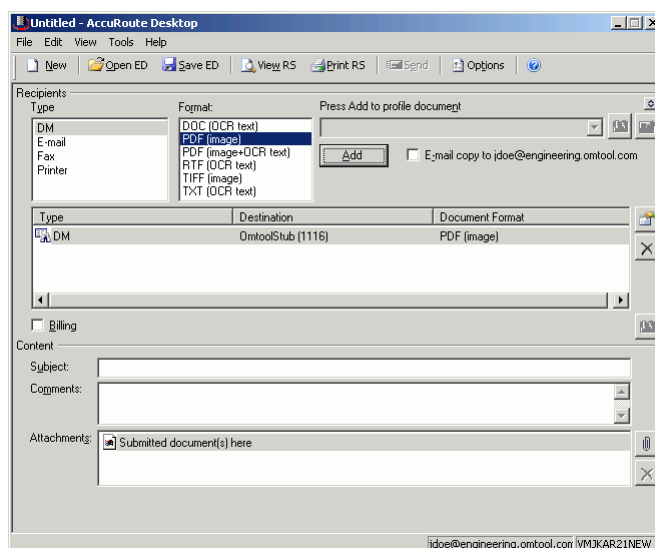 Untitled - AccuRoute Desktop
File Edit View Tools Help
New Open ED Save ED View RS Print RS Send Options
Recipients
Type Format: Press Add to profile document
DM
E-mail
Fax
Printer
DOC (OCR text)
PDF (image)
PDF (image+OCR text)
RTF (OCR text)
TIFF (image)
TXT (OCR text)
Add E-mail copy to jdoe@engineering.omtool.com
Type Destination Document Format
DM OmtoolStub (1116) PDF (image)
Billing
Content
Subject:
Comments:
Attachments: Submitted document(s) here
jdoe@engineering.omtool.com VMJKAR21NEW